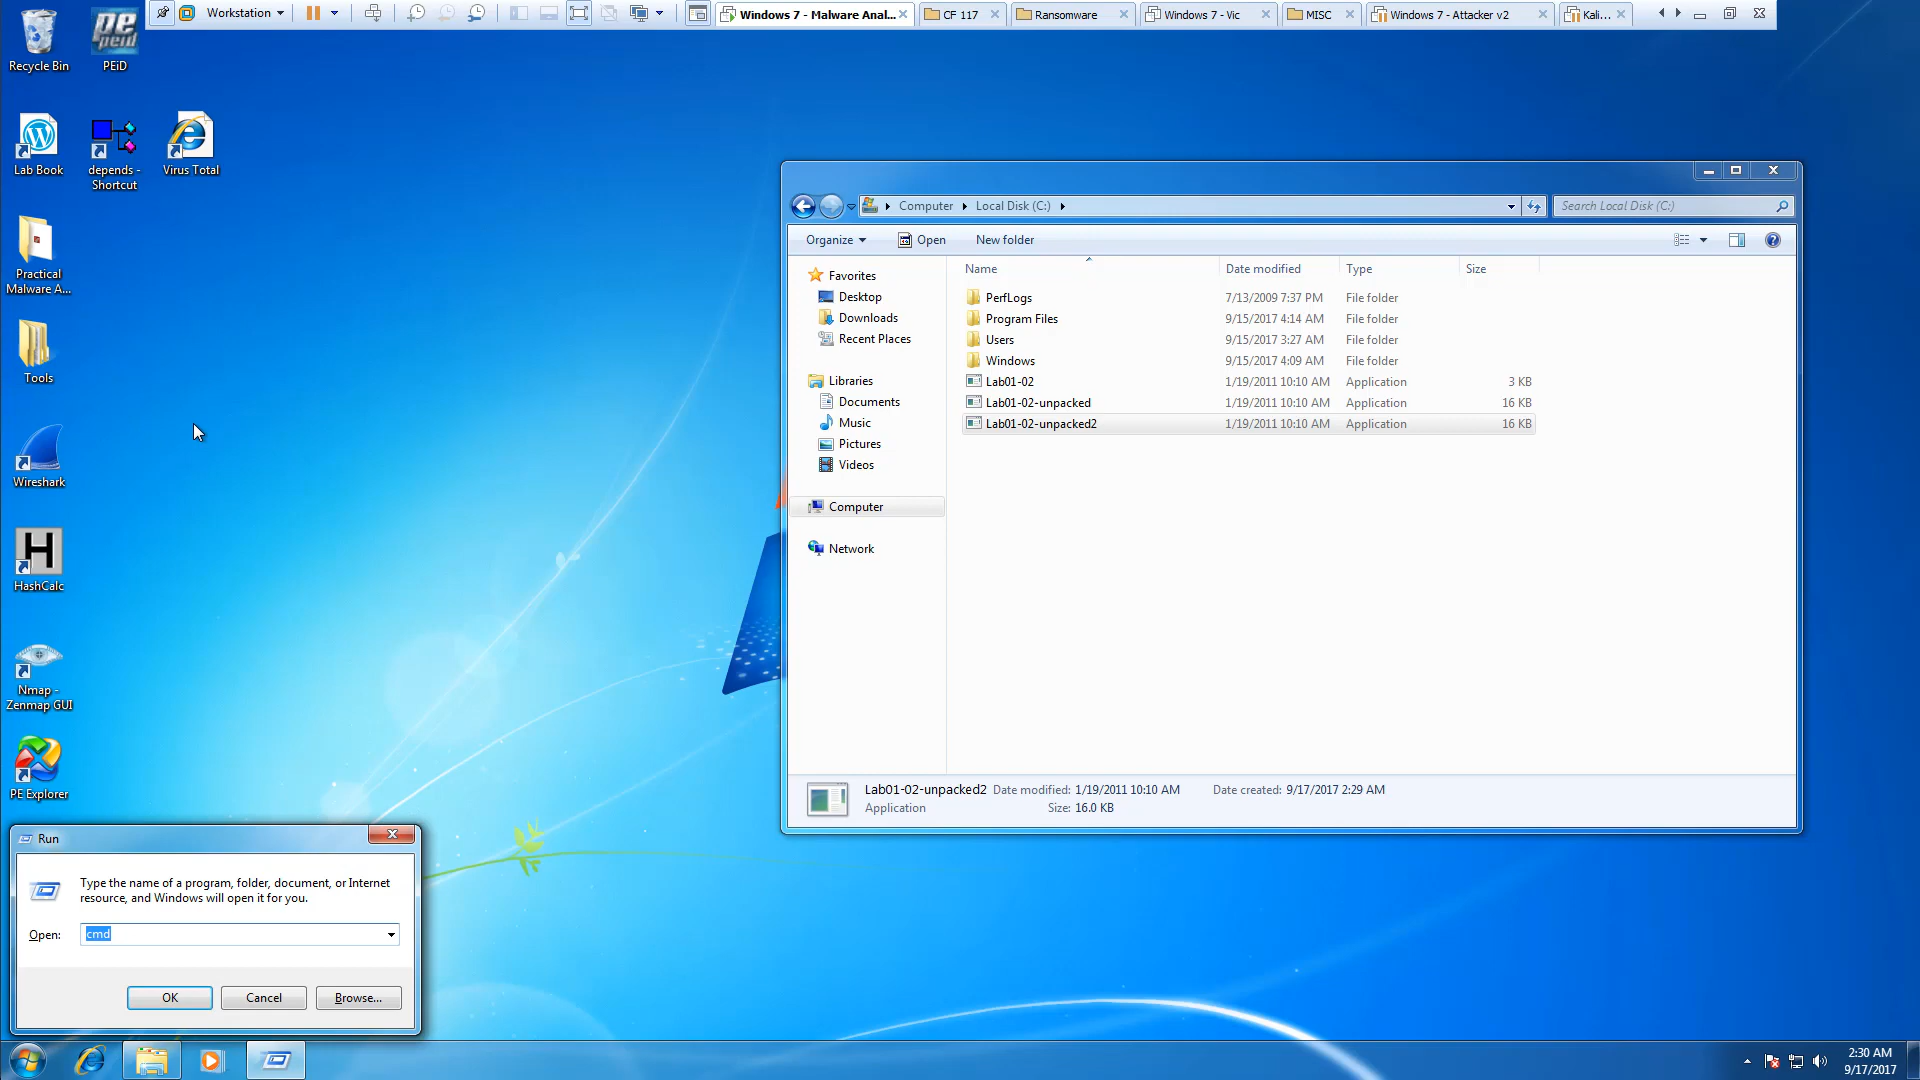 Workstation
Windows 7 - Malware Anal...
CF 117
Ransomware
Windows 7 - Vic
MISC
Windows 7 - Attacker v2
Kali...
Recycle Bin
pe
peid
PEiD
Lab Book
depends -
Shortcut
Virus Total
Practical
Malware A...
Tools
Wireshark
H
HashCalc
Nmap -
Zenmap GUI
PE Explorer
Computer
Local Disk (C:)
Search Local Disk (C:)
Organize
Open
New folder
Favorites
Desktop
Downloads
Recent Places
Libraries
Documents
Music
Pictures
Videos
Computer
Network
Name Date modified Type Size
PerfLogs 7/13/2009 7:37 PM File folder
Program Files 9/15/2017 4:14 AM File folder
Users 9/15/2017 3:27 AM File folder
Windows 9/15/2017 4:09 AM File folder
Lab01-02 1/19/2011 10:10 AM Application 3 KB
Lab01-02-unpacked 1/19/2011 10:10 AM Application 16 KB
Lab01-02-unpacked2 1/19/2011 10:10 AM Application 16 KB
Lab01-02-unpacked2 Date modified: 1/19/2011 10:10 AM Date created: 9/17/2017 2:29 AM
Application Size: 16.0 KB
Run
Type the name of a program, folder, document, or Internet
resource, and Windows will open it for you.
Open: cmd
OK Cancel Browse...
2:30 AM
9/17/2017